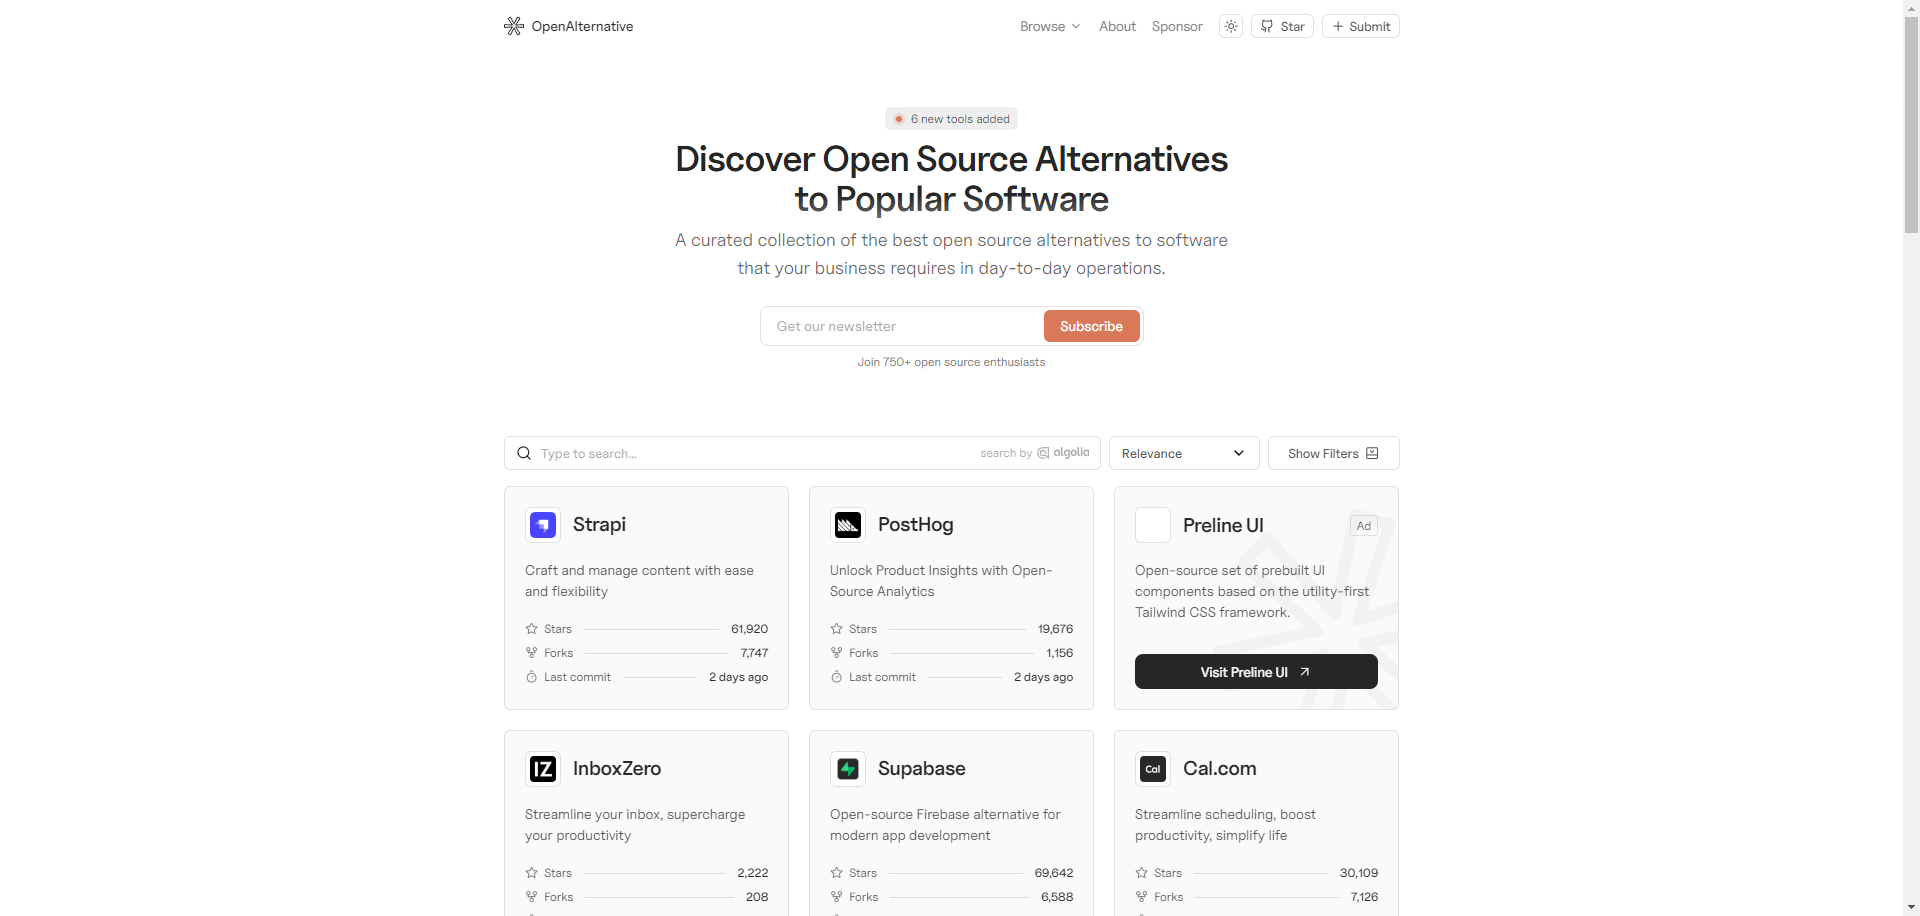 OpenAlternative
Browse
About
Sponsor
Star
Submit
6 new tools added
Discover Open Source Alternatives
to Popular Software
A curated collection of the best open source alternatives to software
that your business requires in day-to-day operations.
Get our newsletter
Subscribe
Join 750+ open source enthusiasts
Type to search...
search by algolia
Relevance
Show Filters
Strapi
Craft and manage content with ease
and flexibility
Stars 61,920
Forks 7,747
Last commit 2 days ago
PostHog
Unlock Product Insights with Open-
Source Analytics
Stars 19,676
Forks 1,156
Last commit 2 days ago
Preline UI
Ad
Open-source set of prebuilt UI
components based on the utility-first
Tailwind CSS framework.
Visit Preline UI
IZ
InboxZero
Streamline your inbox, supercharge
your productivity
Stars 2,222
Forks 208
Supabase
Open-source Firebase alternative for
modern app development
Stars 69,642
Forks 6,588
Cal
Cal.com
Streamline scheduling, boost
productivity, simplify life
Stars 30,109
Forks 7,126